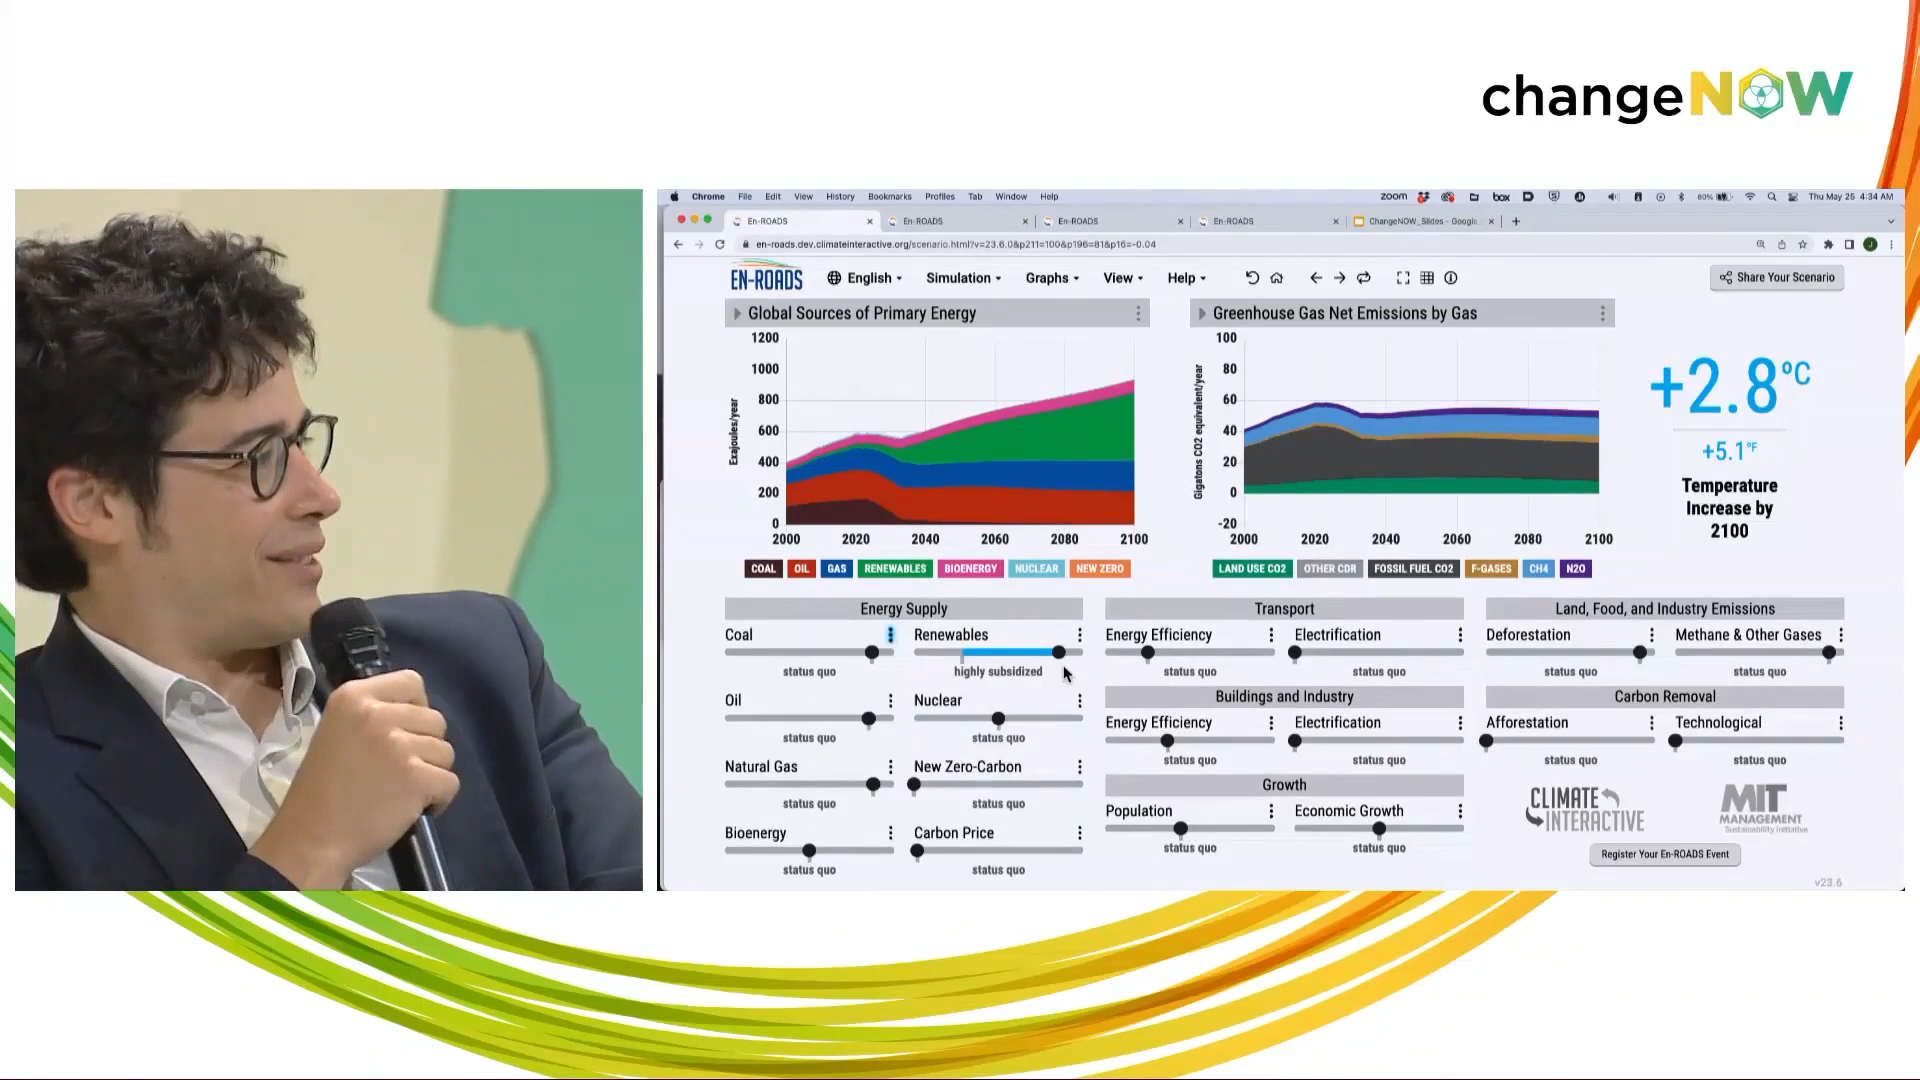 changeNOW
Chrome File Edit View History Bookmarks Profiles Tab Window Help
zoom box 80% Thu May 25 4:34 AM
En-ROADS
En-ROADS
En-ROADS
En-ROADS
ChangeNOW_Slides - Google
en-roads.dev.climateinteractive.org/scenario.html?v=23.6.0&p211=100&p196=81&p16=-0.04
EN-ROADS English Simulation Graphs View Help Share Your Scenario
Global Sources of Primary Energy
Exajoules/year
1200
1000
800
600
400
200
0
2000 2020 2040 2060 2080 2100
COAL OIL GAS RENEWABLES BIOENERGY NUCLEAR NEW ZERO
Greenhouse Gas Net Emissions by Gas
Gigatons CO2 equivalent/year
100
80
60
40
20
0
-20
2000 2020 2040 2060 2080 2100
LAND USE CO2 OTHER CDR FOSSIL FUEL CO2 F-GASES CH4 N2O
+2.8°C
+5.1°F
Temperature
Increase by
2100
Energy Supply
Coal
status quo
Renewables
highly subsidized
Oil
status quo
Nuclear
status quo
Natural Gas
status quo
New Zero-Carbon
status quo
Bioenergy
status quo
Carbon Price
status quo
Transport
Energy Efficiency
status quo
Electrification
status quo
Buildings and Industry
Energy Efficiency
status quo
Electrification
status quo
Growth
Population
status quo
Economic Growth
status quo
Land, Food, and Industry Emissions
Deforestation
status quo
Methane & Other Gases
status quo
Carbon Removal
Afforestation
status quo
Technological
status quo
CLIMATE
INTERACTIVE
MIT
MANAGEMENT
Sustainability Initiative
Register Your En-ROADS Event
v23.6